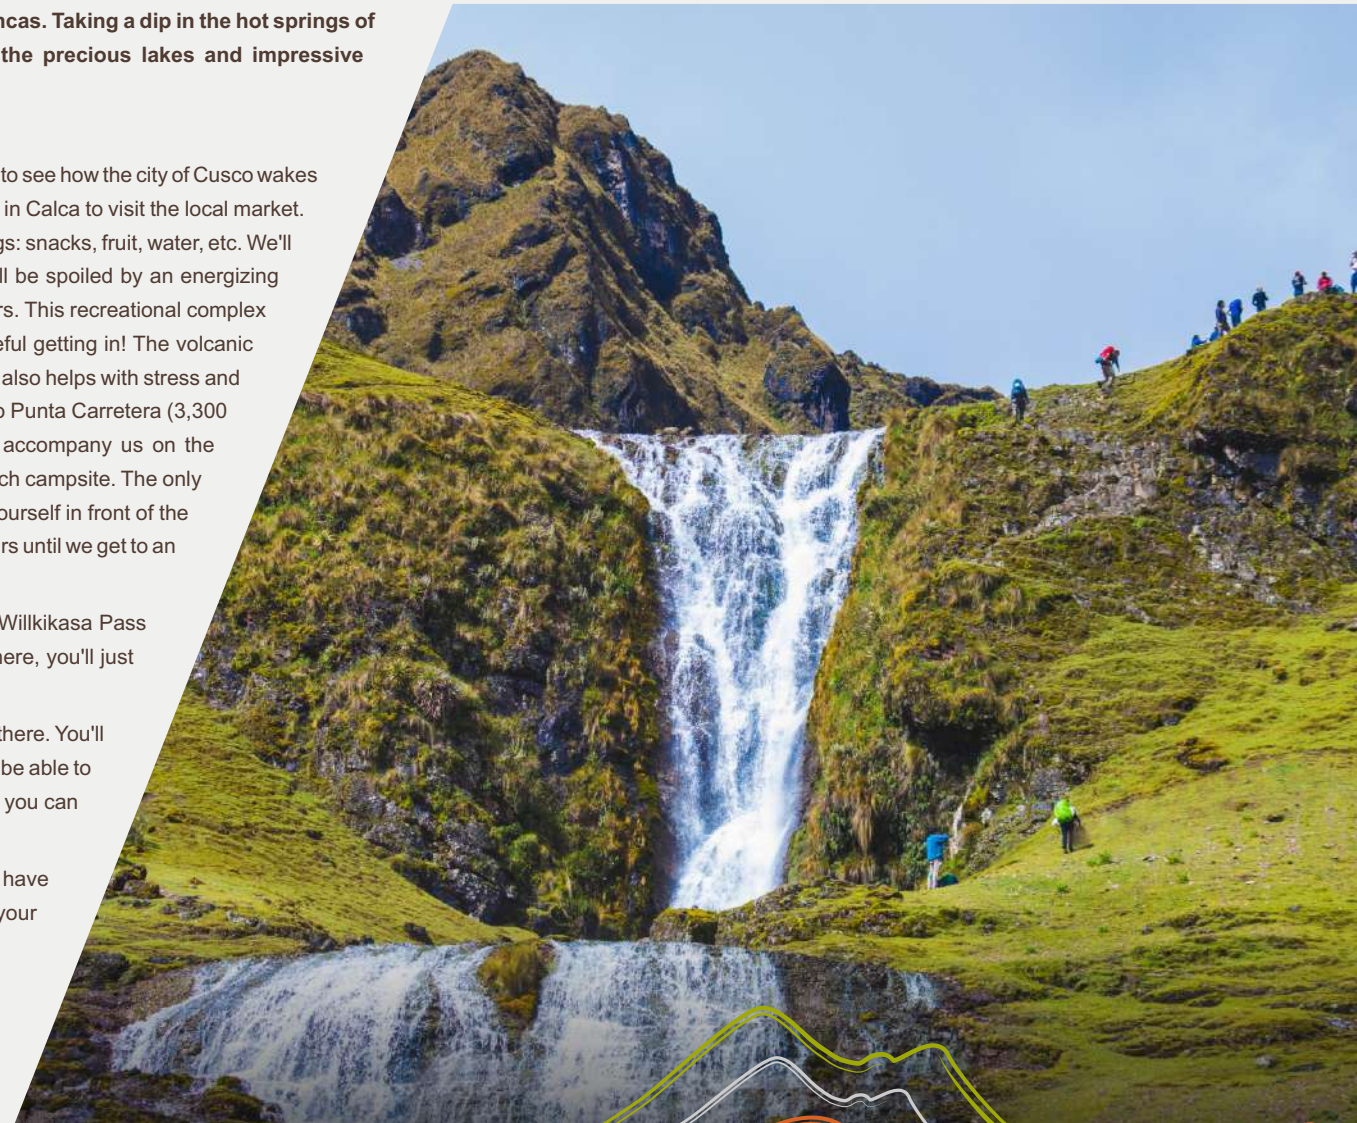 ncas. Taking a dip in the hot springs of
the precious lakes and impressive
to see how the city of Cusco wakes
in Calca to visit the local market.
gs: snacks, fruit, water, etc. We'll
ll be spoiled by an energizing
rs. This recreational complex
eful getting in! The volcanic
also helps with stress and
o Punta Carretera (3,300
accompany us on the
ch campsite. The only
ourself in front of the
rs until we get to an
Willkikasa Pass
here, you'll just
there. You'll
be able to
you can
have
your